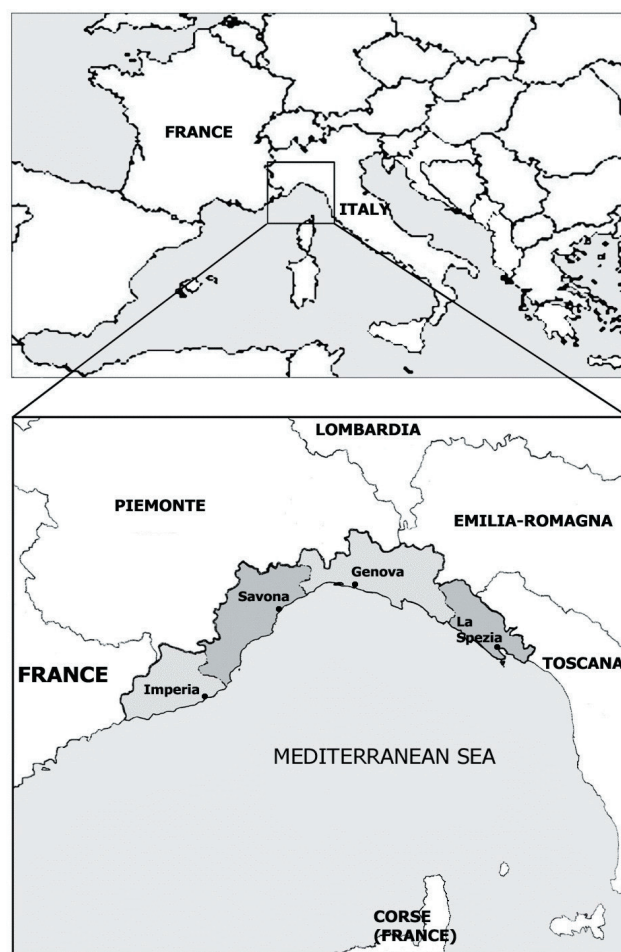 FRANCE
ITALY
LOMBARDIA
PIEMONTE
EMILIA-ROMAGNA
Genova
Savona
La
Spezia
TOSCANA
FRANCE
Imperia
MEDITERRANEAN SEA
CORSE
(FRANCE)